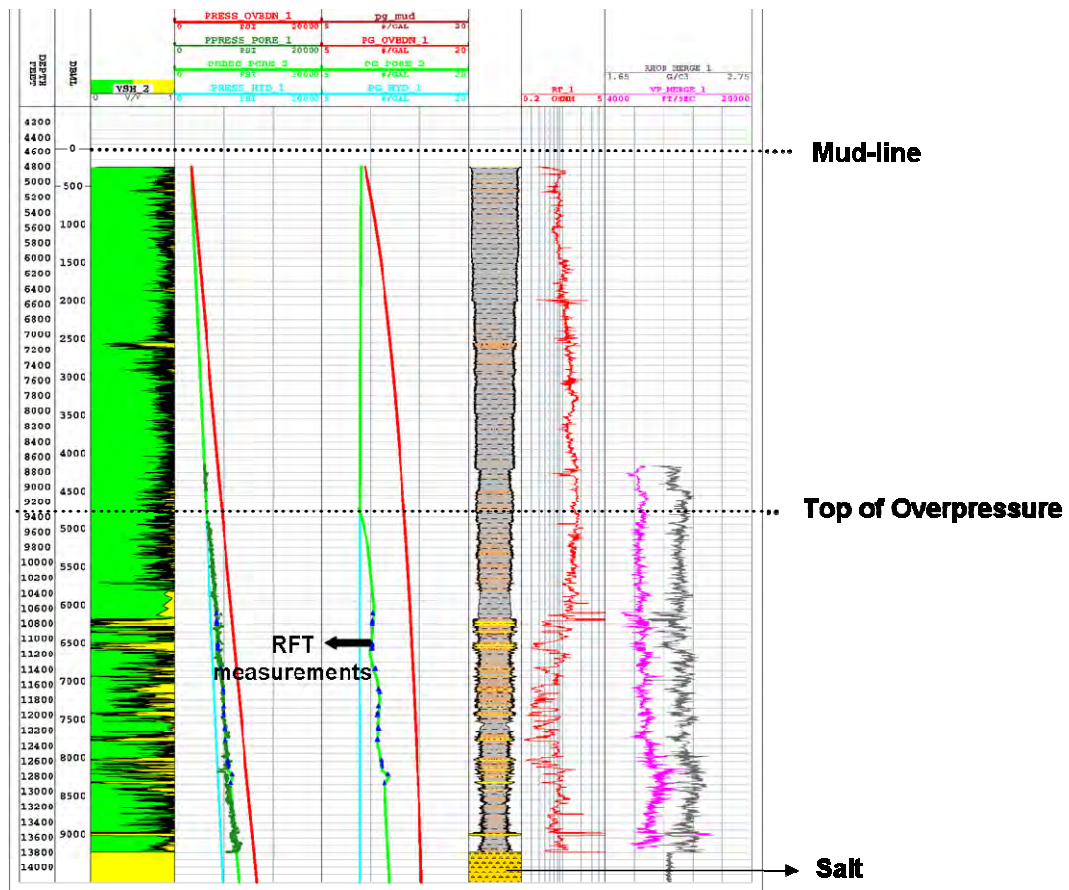 PRESS_OVBDN_1 pg_mud
0 PSI 20000 5 #/GAL 20
PPRESS_PORE_1 PG_OVBDN_1
0 PSI 20000 5 #/GAL 20
PG_PORE_2
0 PSI 20000 5 #/GAL 20
PRESS_HYD_1 PG_HYD_1
0 PSI 20000 5 #/GAL 20
DEPTH FEET
DBML
VSH_2
0 V/V 1
RHOB_MERGE_1
1.65 G/C3 2.75
RT_1 VP_MERGE_1
0.2 5 4000 FT/SEC 20000
4200
4400
4600 0
4800
5000 500
5200
5400
5600 1000
5800
6000 1500
6200
6400
6600 2000
6800
7000 2500
7200
7400
7600 3000
7800
8000 3500
8200
8400
8600 4000
8800
9000 4500
9200
9400
9600 5000
9800
10000 5500
10200
10400
10600 6000
10800
11000 6500
11200
11400
11600 7000
11800
12000 7500
12200
12400
12600 8000
12800
13000 8500
13200
13400
13600 9000
13800
14000
Mud-line
Top of Overpressure
RFT
measurements
Salt